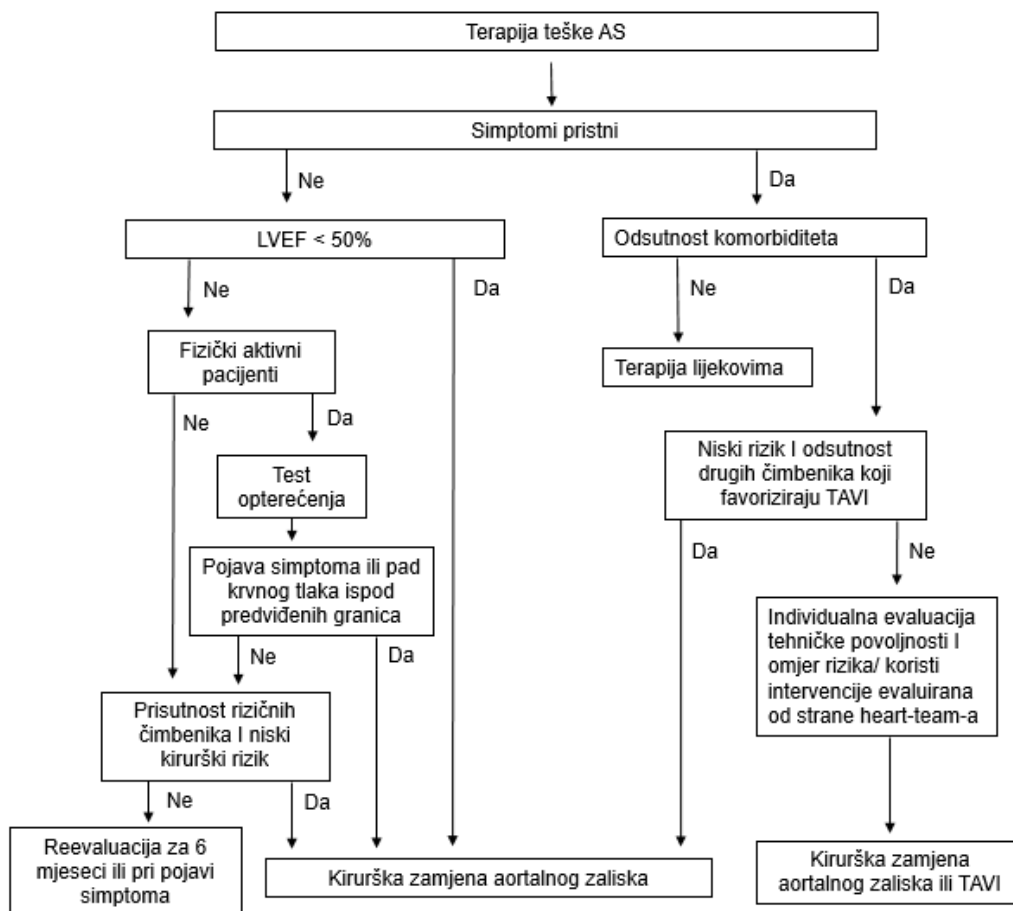 Terapija teške AS
Simptomi pristni
Ne
Da
LVEF < 50%
Odsutnost komorbiditeta
Ne
Da
Ne
Da
Fizički aktivni
pacijenti
Terapija lijekovima
Ne
Da
Niski rizik I odsutnost
drugih čimbenika koji
favoriziraju TAVI
Test
opterećenja
Da
Ne
Pojava simptoma ili pad
krvnog tlaka ispod
predviđenih granica
Individualna evaluacija
tehničke povoljnosti I
omjer rizika/ koristi
intervencije evaluirana
od strane heart-team-a
Ne
Da
Prisutnost rizičnih
čimbenika I niski
kirurški rizik
Ne
Da
Reevaluacija za 6
mjeseci ili pri pojavi
simptoma
Kirurška zamjena aortalnog zaliska
Kirurška zamjena
aortalnog zaliska ili TAVI